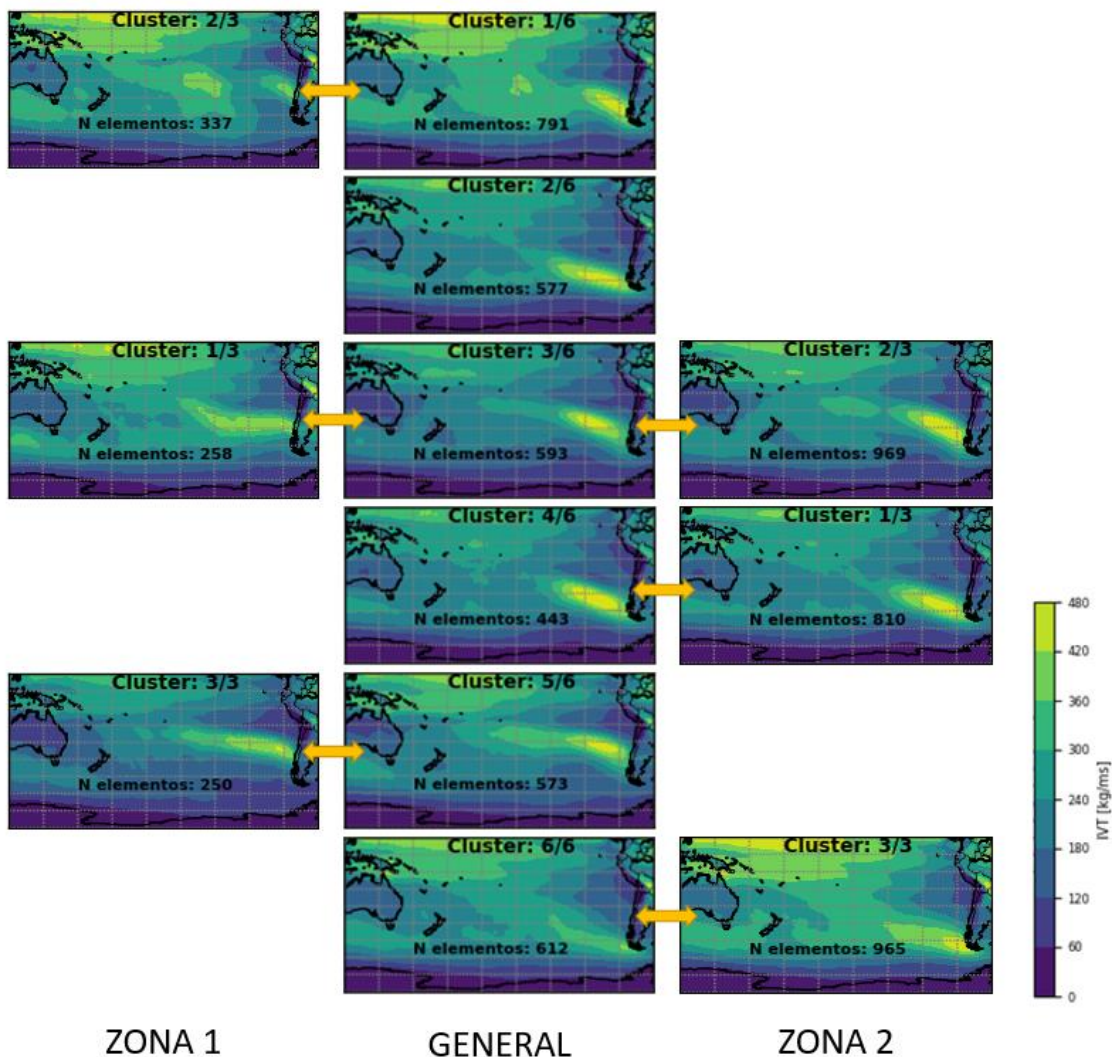 Cluster: 2/3
N elementos: 337
Cluster: 1/6
N elementos: 791
Cluster: 2/6
N elementos: 577
Cluster: 1/3
N elementos: 258
Cluster: 3/6
N elementos: 593
Cluster: 2/3
N elementos: 969
Cluster: 4/6
N elementos: 443
Cluster: 1/3
N elementos: 810
Cluster: 3/3
N elementos: 250
Cluster: 5/6
N elementos: 573
Cluster: 6/6
N elementos: 612
Cluster: 3/3
N elementos: 965
480
420
360
300
240
180
120
60
0
IVT [kg/ms]
ZONA 1
GENERAL
ZONA 2